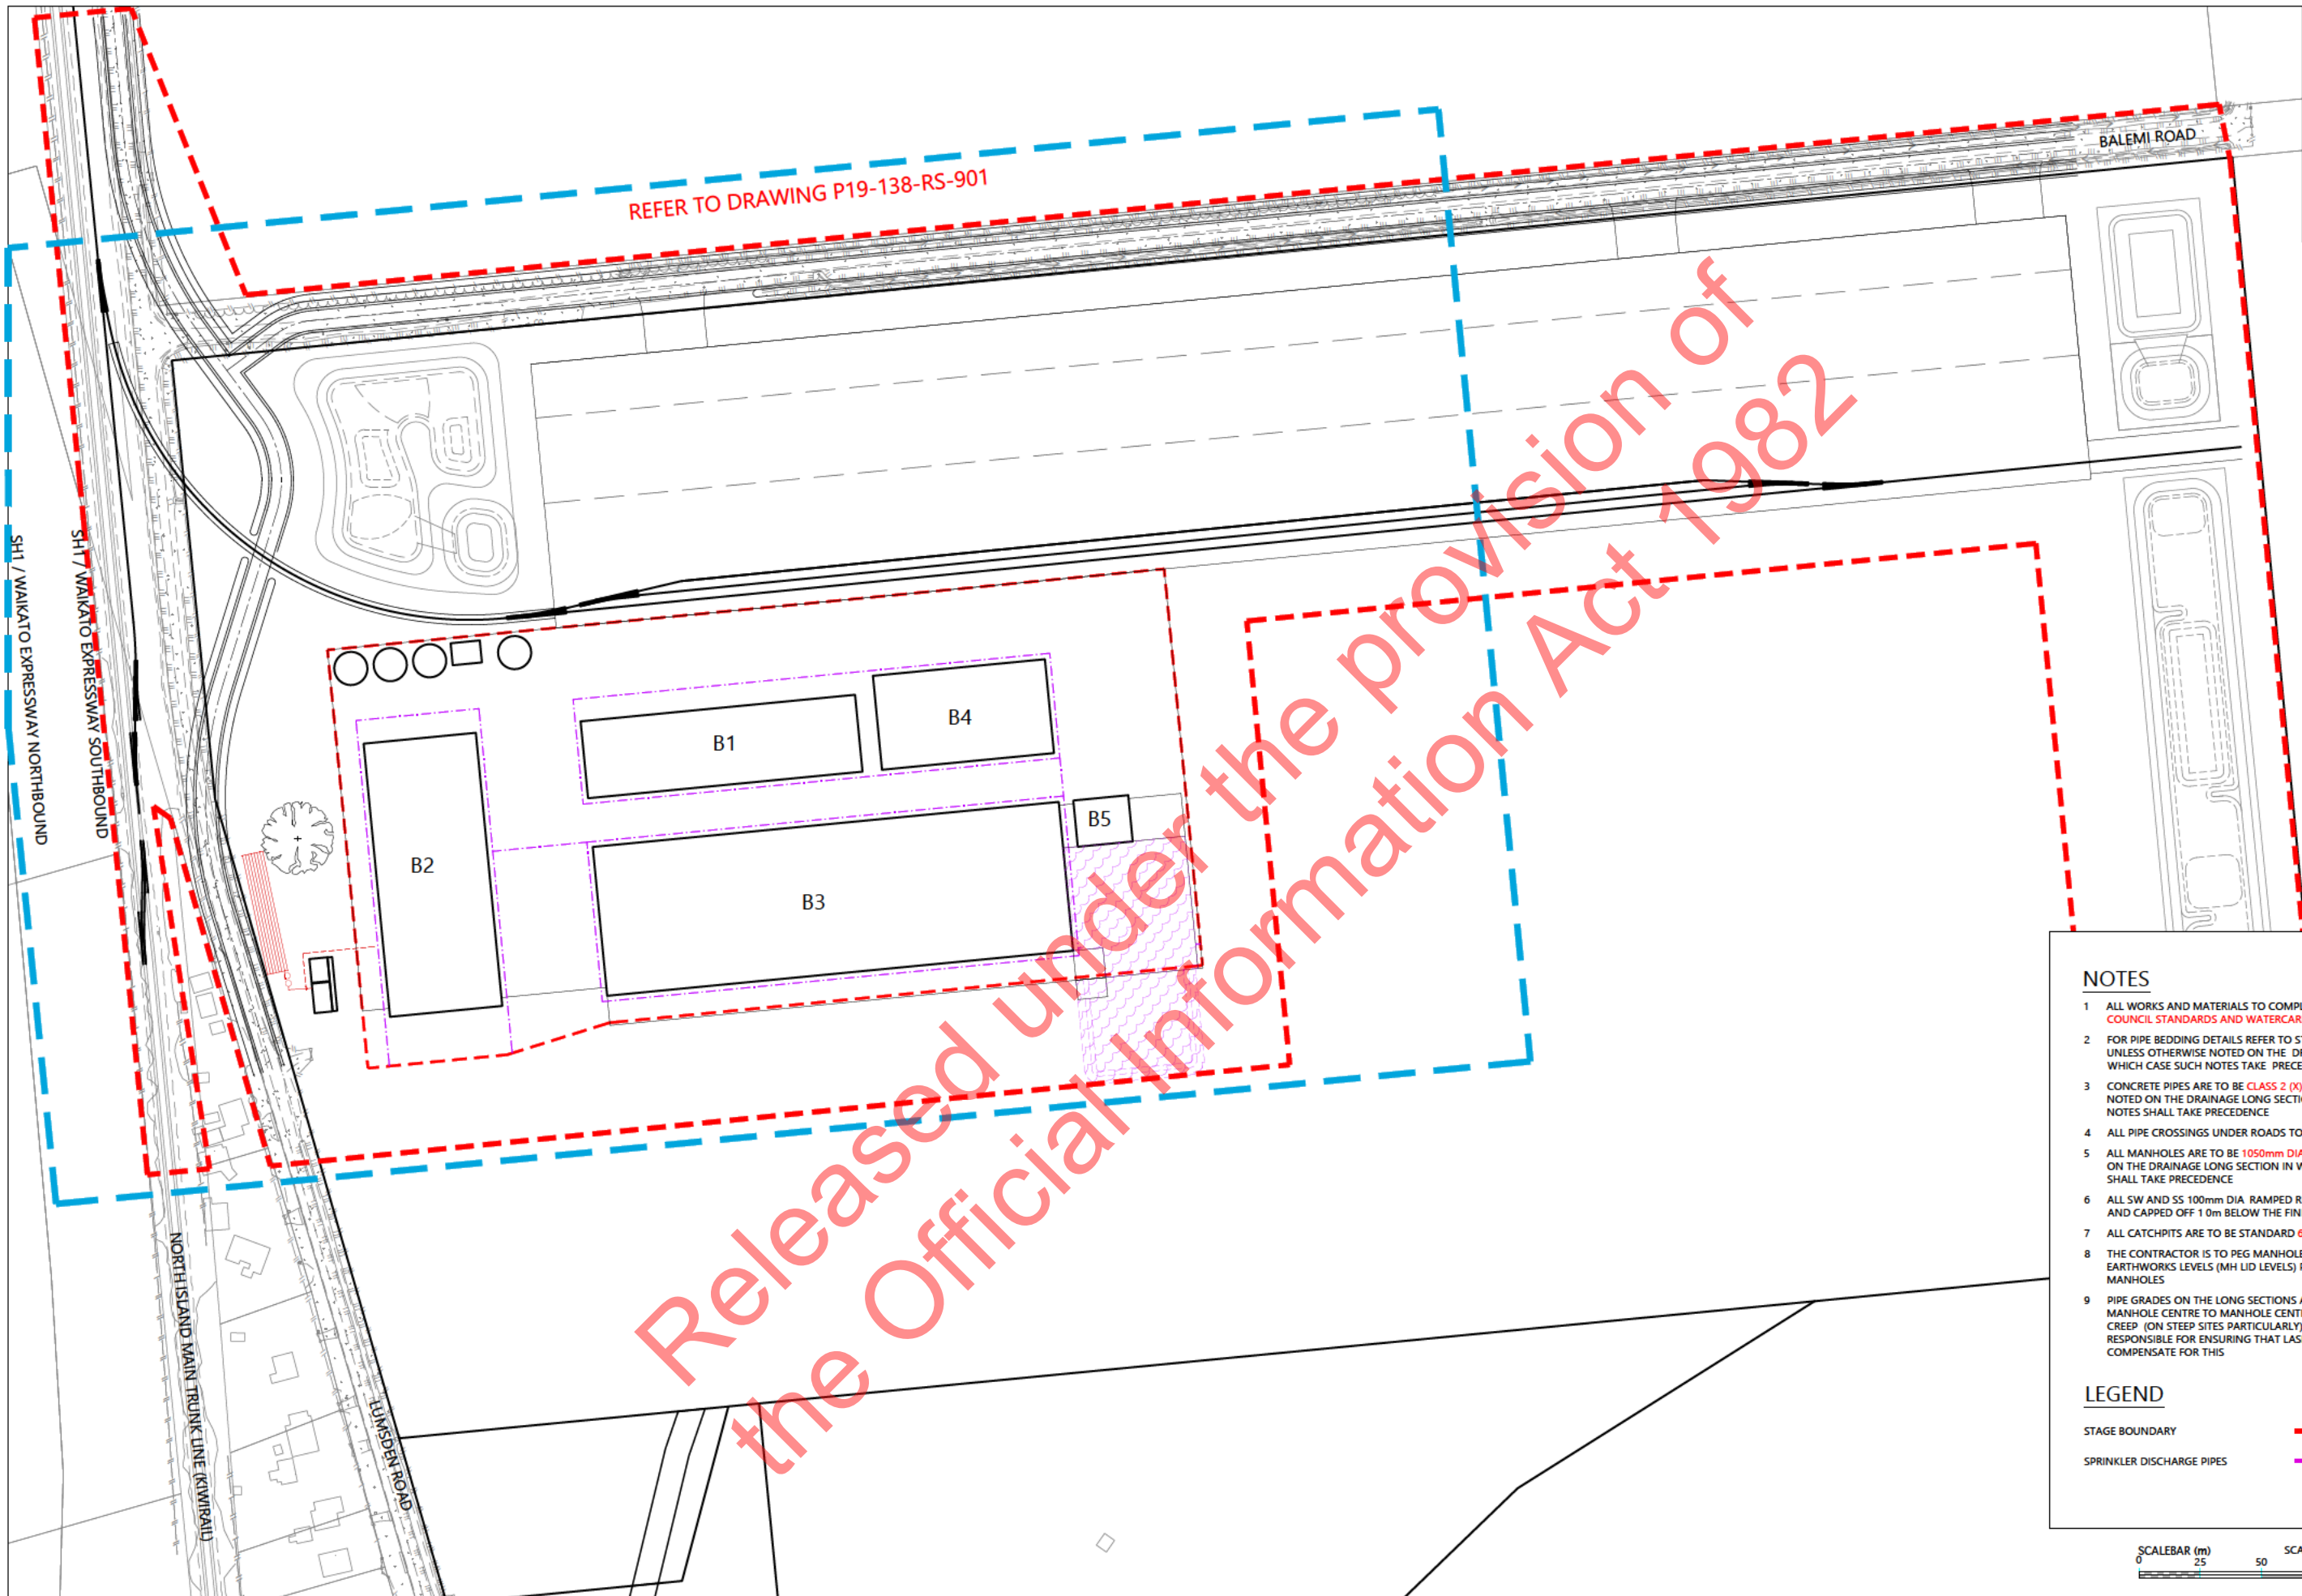 REFER TO DRAWING P19-138-RS-901
BALEMI ROAD
SH1 / WAIKATO EXPRESSWAY NORTHBOUND
SH1 / WAIKATO EXPRESSWAY SOUTHBOUND
B1
B4
B2
B5
B3
NORTH ISLAND MAIN TRUNK LINE (KIWIRAIL)
LUMSDEN ROAD
Released under the provision of
the Official Information Act 1982
NOTES
1 ALL WORKS AND MATERIALS TO COMPL
COUNCIL STANDARDS AND WATERCAR
2 FOR PIPE BEDDING DETAILS REFER TO ST
UNLESS OTHERWISE NOTED ON THE DR
WHICH CASE SUCH NOTES TAKE PRECE
3 CONCRETE PIPES ARE TO BE CLASS 2 (X)
NOTED ON THE DRAINAGE LONG SECTI
NOTES SHALL TAKE PRECEDENCE
4 ALL PIPE CROSSINGS UNDER ROADS TO
5 ALL MANHOLES ARE TO BE 1050mm DIA
ON THE DRAINAGE LONG SECTION IN W
SHALL TAKE PRECEDENCE
6 ALL SW AND SS 100mm DIA RAMPED R
AND CAPPED OFF 1 0m BELOW THE FIN
7 ALL CATCHPITS ARE TO BE STANDARD 6
8 THE CONTRACTOR IS TO PEG MANHOLE
EARTHWORKS LEVELS (MH LID LEVELS) P
MANHOLES
9 PIPE GRADES ON THE LONG SECTIONS A
MANHOLE CENTRE TO MANHOLE CENT
CREEP (ON STEEP SITES PARTICULARLY)
RESPONSIBLE FOR ENSURING THAT LAS
COMPENSATE FOR THIS
LEGEND
STAGE BOUNDARY
SPRINKLER DISCHARGE PIPES
SCALEBAR (m) SCA
0 25 50